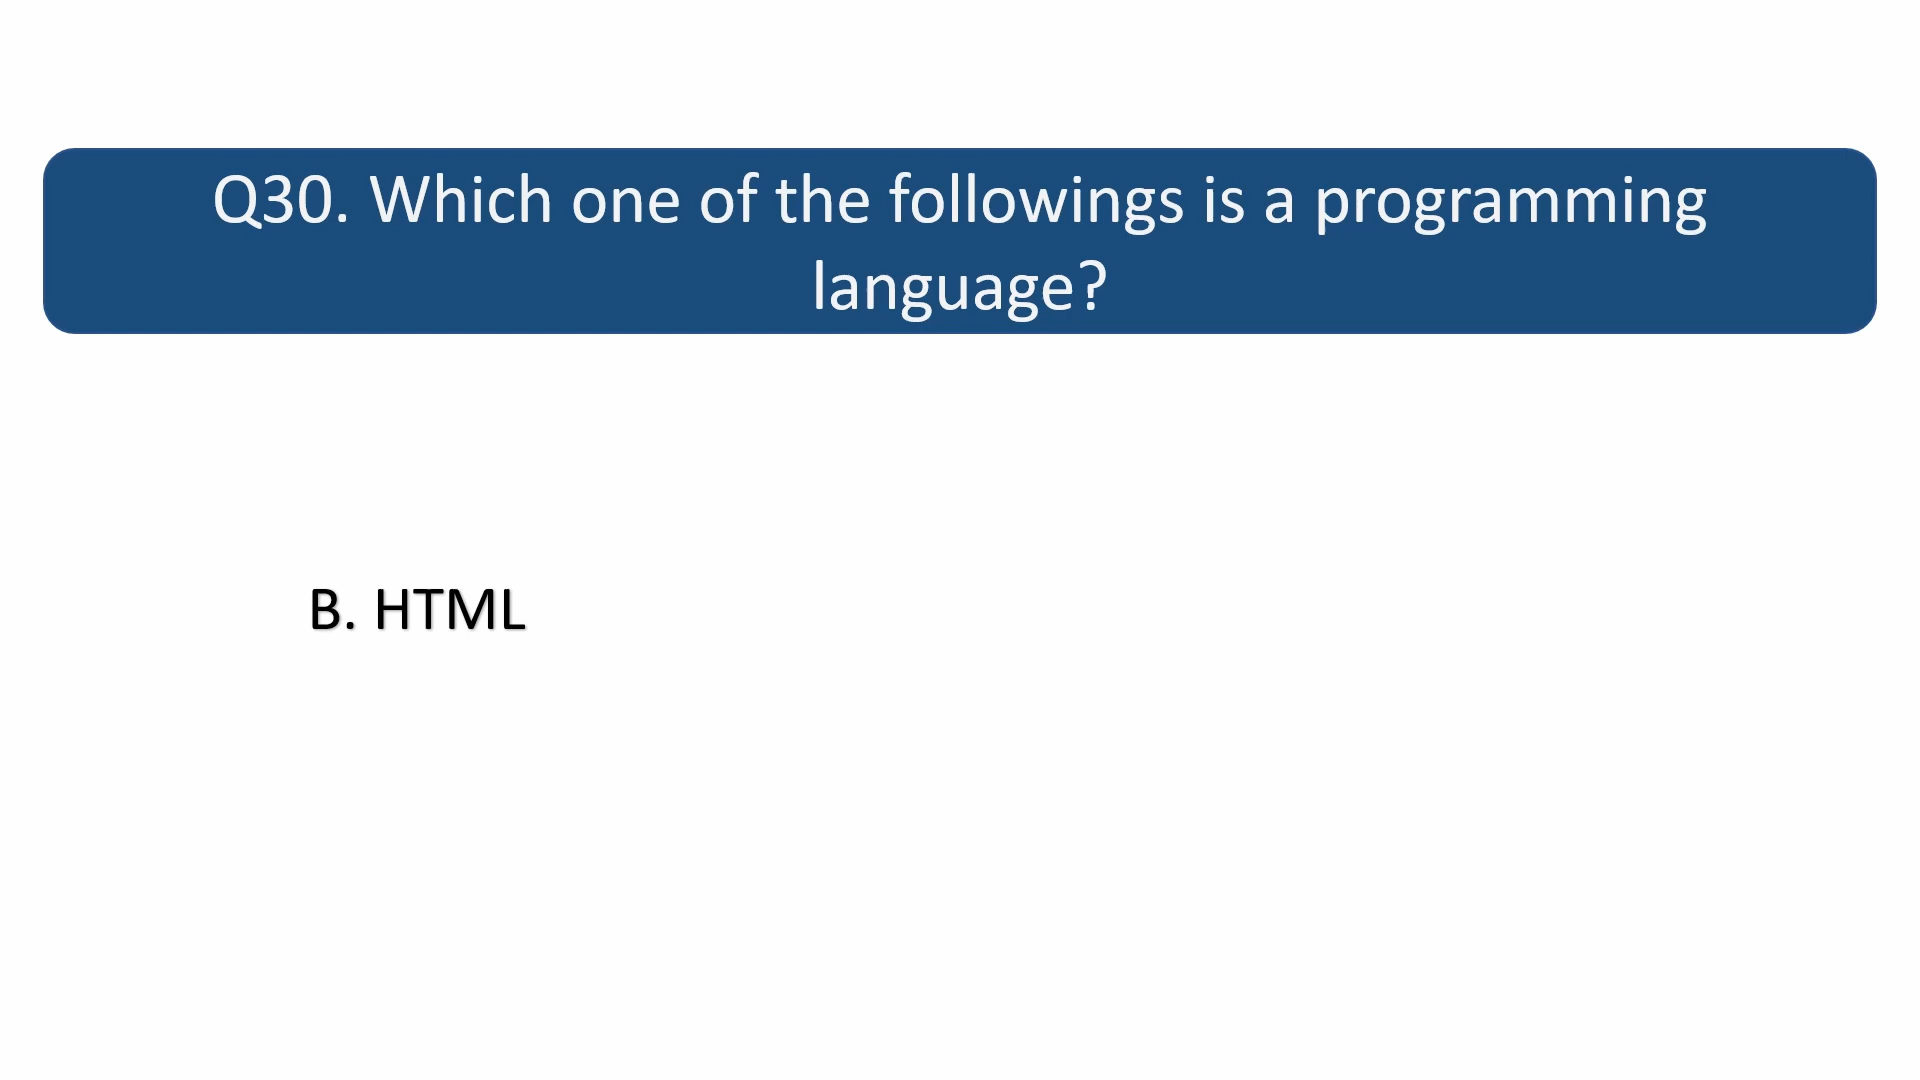 Q30. Which one of the followings is a programming
language?
B. HTML